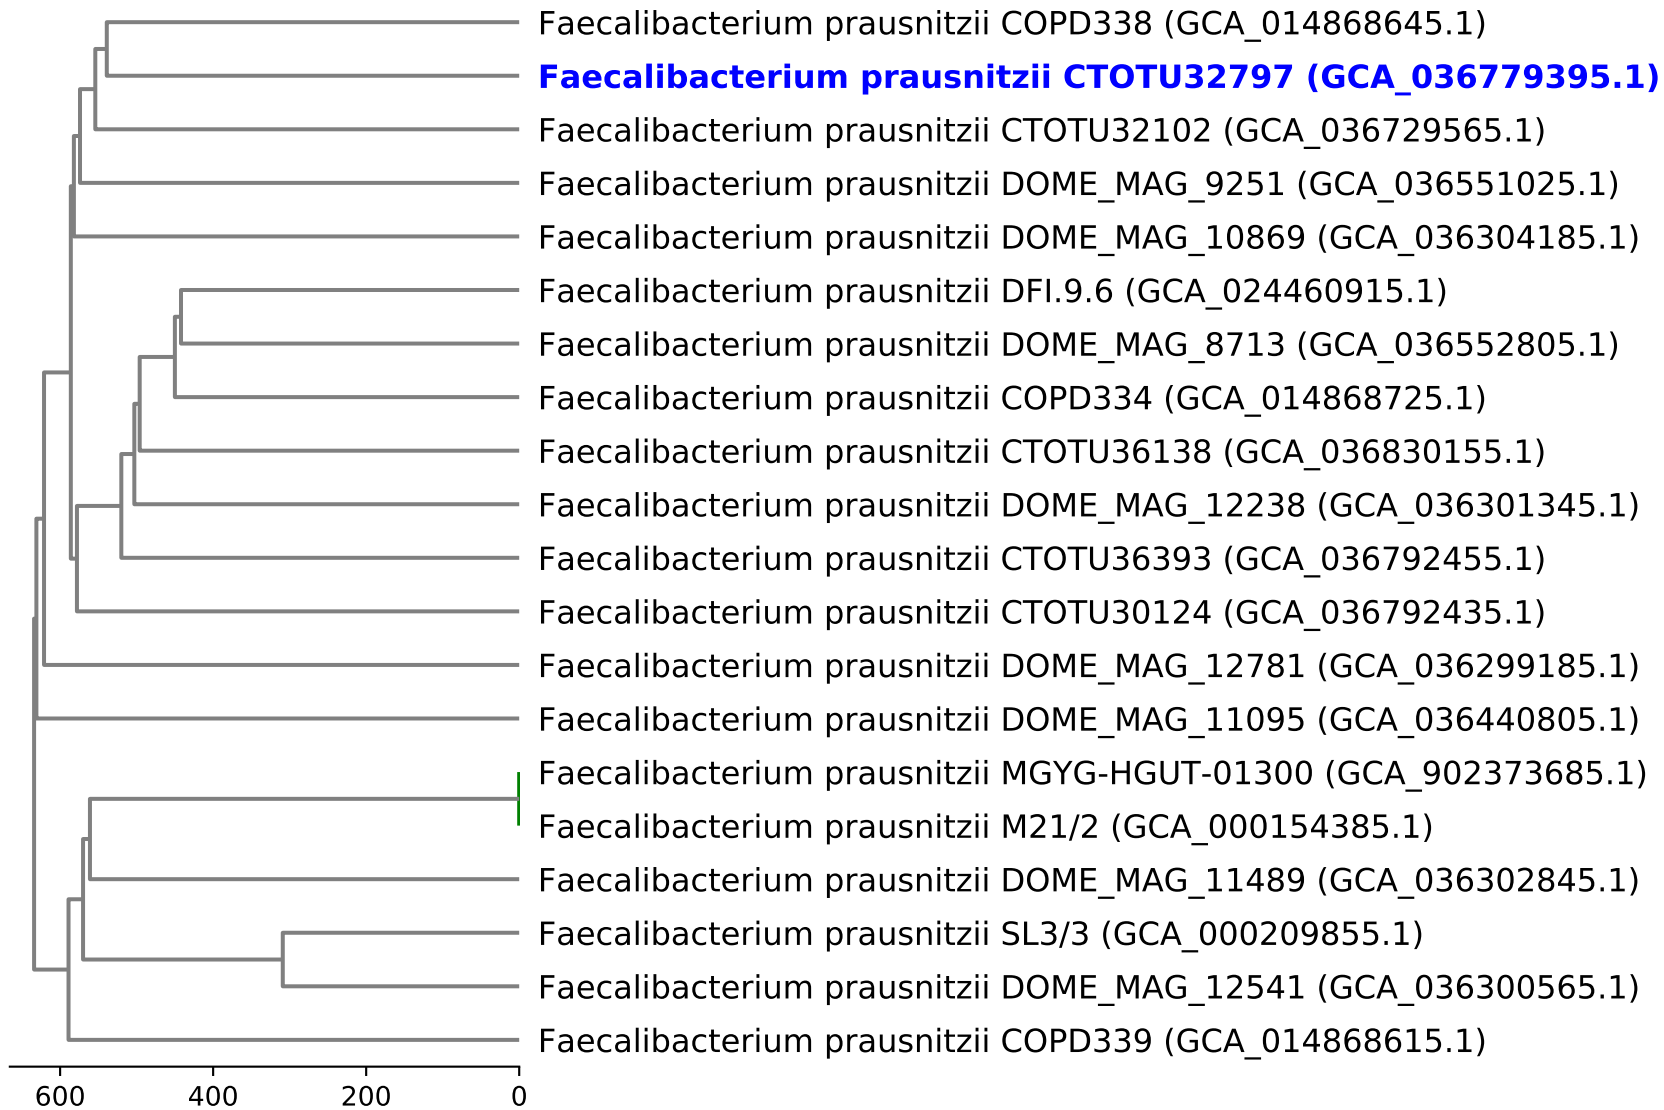 Faecalibacterium prausnitzii COPD338 (GCA_014868645.1)
Faecalibacterium prausnitzii CTOTU32797 (GCA_036779395.1)
Faecalibacterium prausnitzii CTOTU32102 (GCA_036729565.1)
Faecalibacterium prausnitzii DOME_MAG_9251 (GCA_036551025.1)
Faecalibacterium prausnitzii DOME_MAG_10869 (GCA_036304185.1)
Faecalibacterium prausnitzii DFI.9.6 (GCA_024460915.1)
Faecalibacterium prausnitzii DOME_MAG_8713 (GCA_036552805.1)
Faecalibacterium prausnitzii COPD334 (GCA_014868725.1)
Faecalibacterium prausnitzii CTOTU36138 (GCA_036830155.1)
Faecalibacterium prausnitzii DOME_MAG_12238 (GCA_036301345.1)
Faecalibacterium prausnitzii CTOTU36393 (GCA_036792455.1)
Faecalibacterium prausnitzii CTOTU30124 (GCA_036792435.1)
Faecalibacterium prausnitzii DOME_MAG_12781 (GCA_036299185.1)
Faecalibacterium prausnitzii DOME_MAG_11095 (GCA_036440805.1)
Faecalibacterium prausnitzii MGYG-HGUT-01300 (GCA_902373685.1)
Faecalibacterium prausnitzii M21/2 (GCA_000154385.1)
Faecalibacterium prausnitzii DOME_MAG_11489 (GCA_036302845.1)
Faecalibacterium prausnitzii SL3/3 (GCA_000209855.1)
Faecalibacterium prausnitzii DOME_MAG_12541 (GCA_036300565.1)
Faecalibacterium prausnitzii COPD339 (GCA_014868615.1)
600 400 200 0